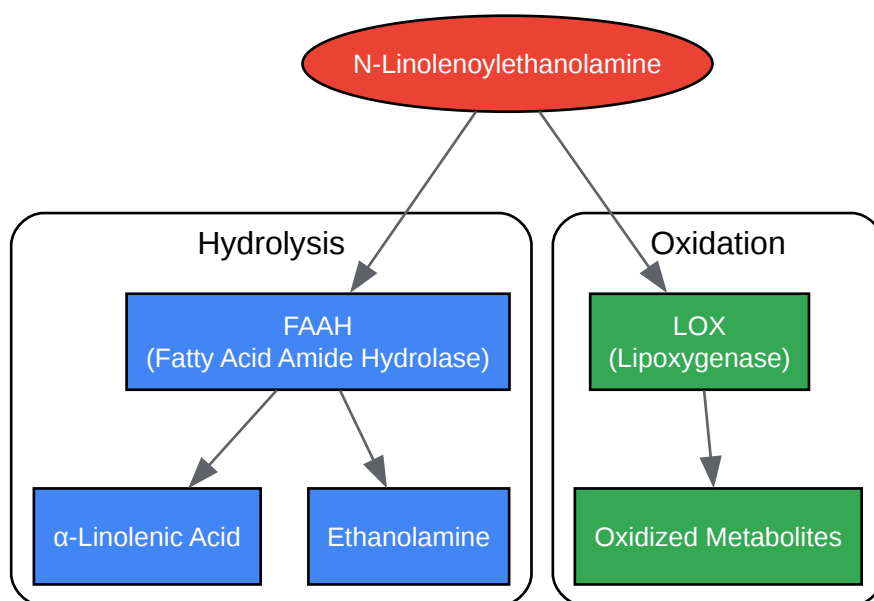 N-Linolenoylethanolamine
Hydrolysis
Oxidation
FAAH
(Fatty Acid Amide Hydrolase)
LOX
(Lipoxygenase)
α-Linolenic Acid
Ethanolamine
Oxidized Metabolites